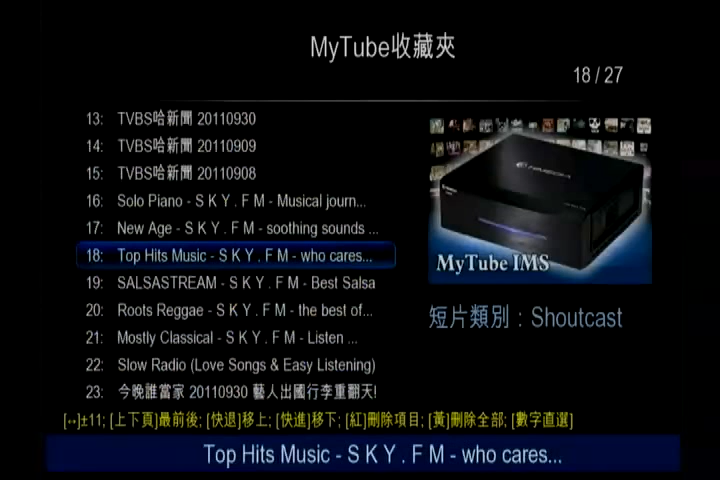 MyTube收藏夾
18 / 27
13: TVBS哈新聞 20110930
14: TVBS哈新聞 20110909
15: TVBS哈新聞 20110908
16: Solo Piano - S K Y . F M - Musical journ...
17: New Age - S K Y . F M - soothing sounds ...
18: Top Hits Music - S K Y . F M - who cares...
19: SALSASTREAM - S K Y . F M - Best Salsa
20: Roots Reggae - S K Y . F M - the best of...
21: Mostly Classical - S K Y . F M - Listen ...
22: Slow Radio (Love Songs & Easy Listening)
23: 今晚誰當家 20110930 藝人出國行李重翻天!
MyTube IMS
短片類別 : Shoutcast
[↔]±11; [上下頁]最前後; [快退]移上; [快進]移下; [紅]刪除項目; [黃]刪除全部; [數字直選]
Top Hits Music - S K Y . F M - who cares...